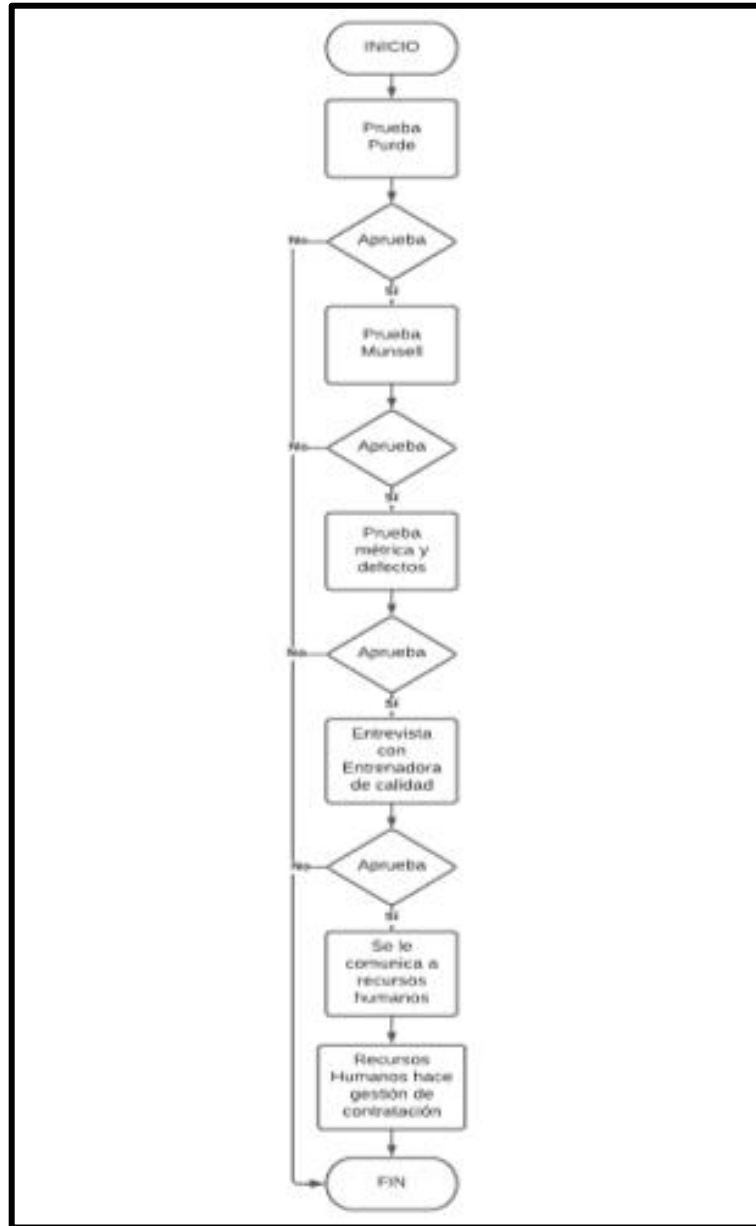 INICIO
Prueba
Purde
Aprueba
No
Si
Prueba
Munsell
Aprueba
No
Si
Prueba
métrica y
defectos
Aprueba
No
Si
Entrevista
con
Entrenadora
de calidad
Aprueba
No
Si
Se le
comunica a
recursos
humanos
Recursos
Humanos hace
gestión de
contratación
FIN